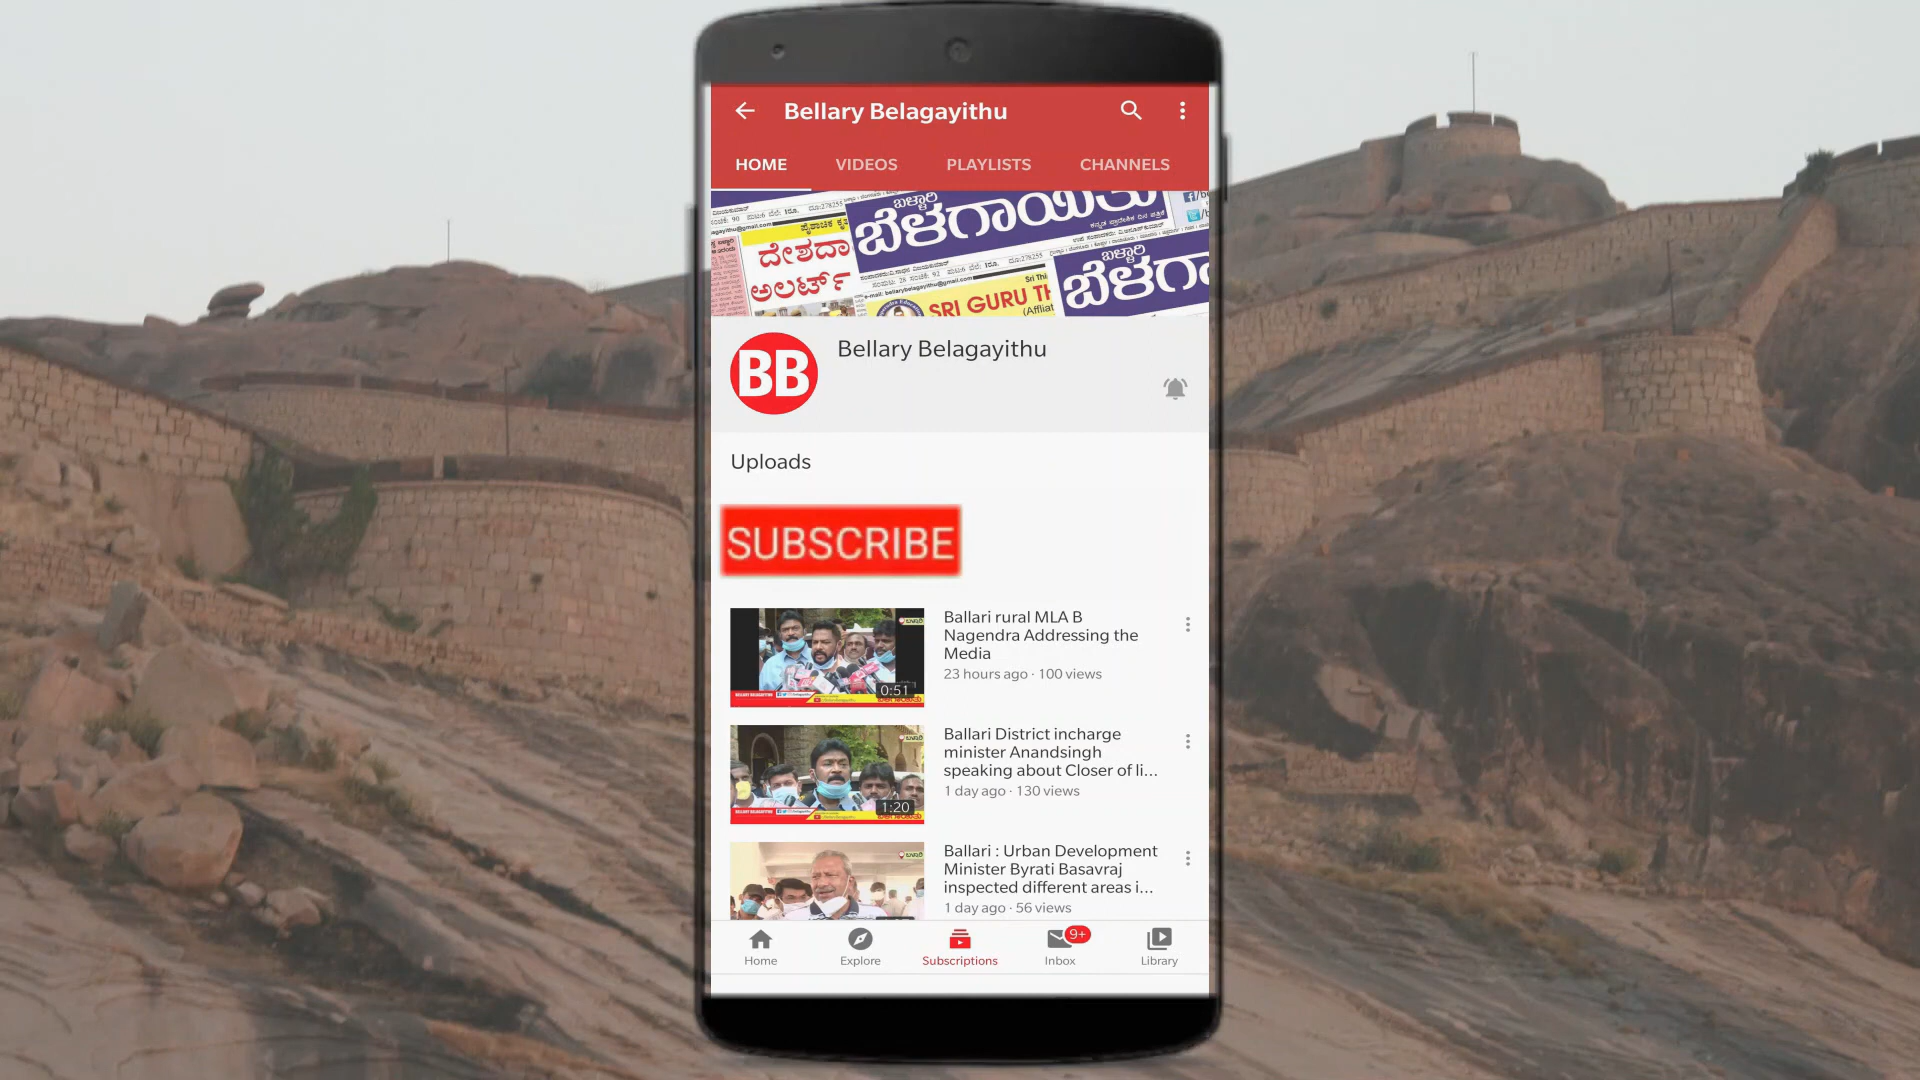 Bellary Belagayithu
HOME VIDEOS PLAYLISTS CHANNELS
ಬಳ್ಳಾರಿ
ಬೆಳಗಾಯಿತು
ದೇಶದಾ
ಅಲರ್ಟ್
ಬಳ್ಳಾರಿ
ಬೆಳಗಾ
SRI GURU TH
(Affliat
BB
Bellary Belagayithu
Uploads
SUBSCRIBE
Ballari rural MLA B
Nagendra Addressing the
Media
23 hours ago · 100 views
0:51
Ballari District incharge
minister Anandsingh
speaking about Closer of li...
1 day ago · 130 views
1:20
Ballari : Urban Development
Minister Byrati Basavraj
inspected different areas i...
1 day ago · 56 views
9+
Home Explore Subscriptions Inbox Library